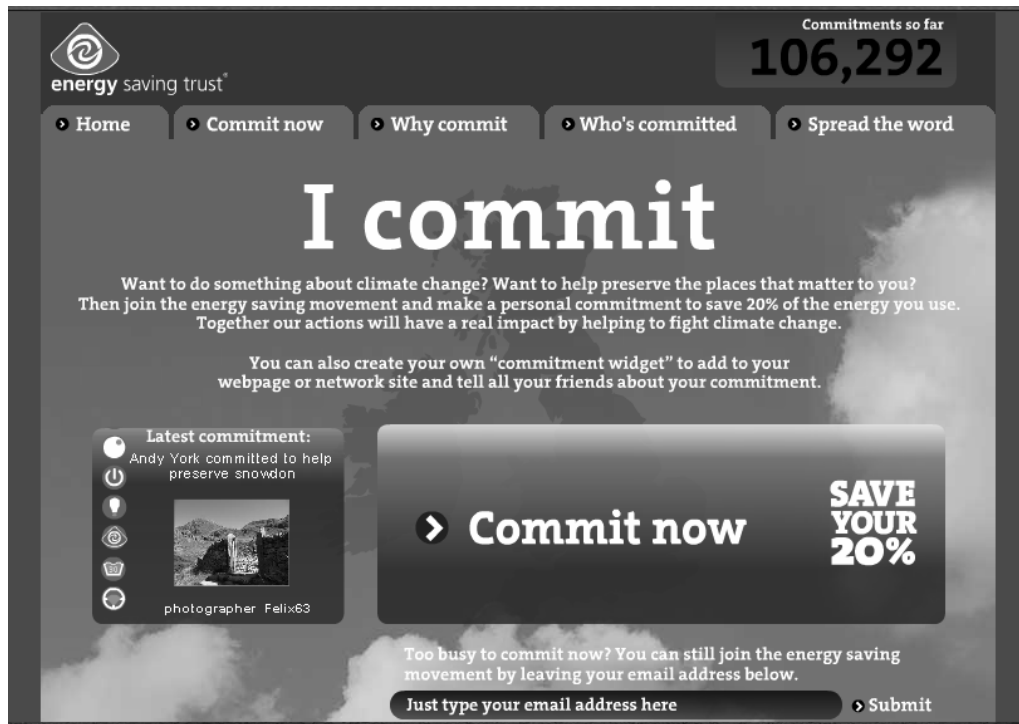 Commitments so far
106,292
energy saving trust®
Home
Commit now
Why commit
Who's committed
Spread the word
I commit
Want to do something about climate change? Want to help preserve the places that matter to you?
Then join the energy saving movement and make a personal commitment to save 20% of the energy you use.
Together our actions will have a real impact by helping to fight climate change.
You can also create your own “commitment widget” to add to your
webpage or network site and tell all your friends about your commitment.
Latest commitment:
Andy York committed to help
preserve snowdon
photographer Felix63
Commit now
SAVE
YOUR
20%
Too busy to commit now? You can still join the energy saving
movement by leaving your email address below.
Just type your email address here
Submit